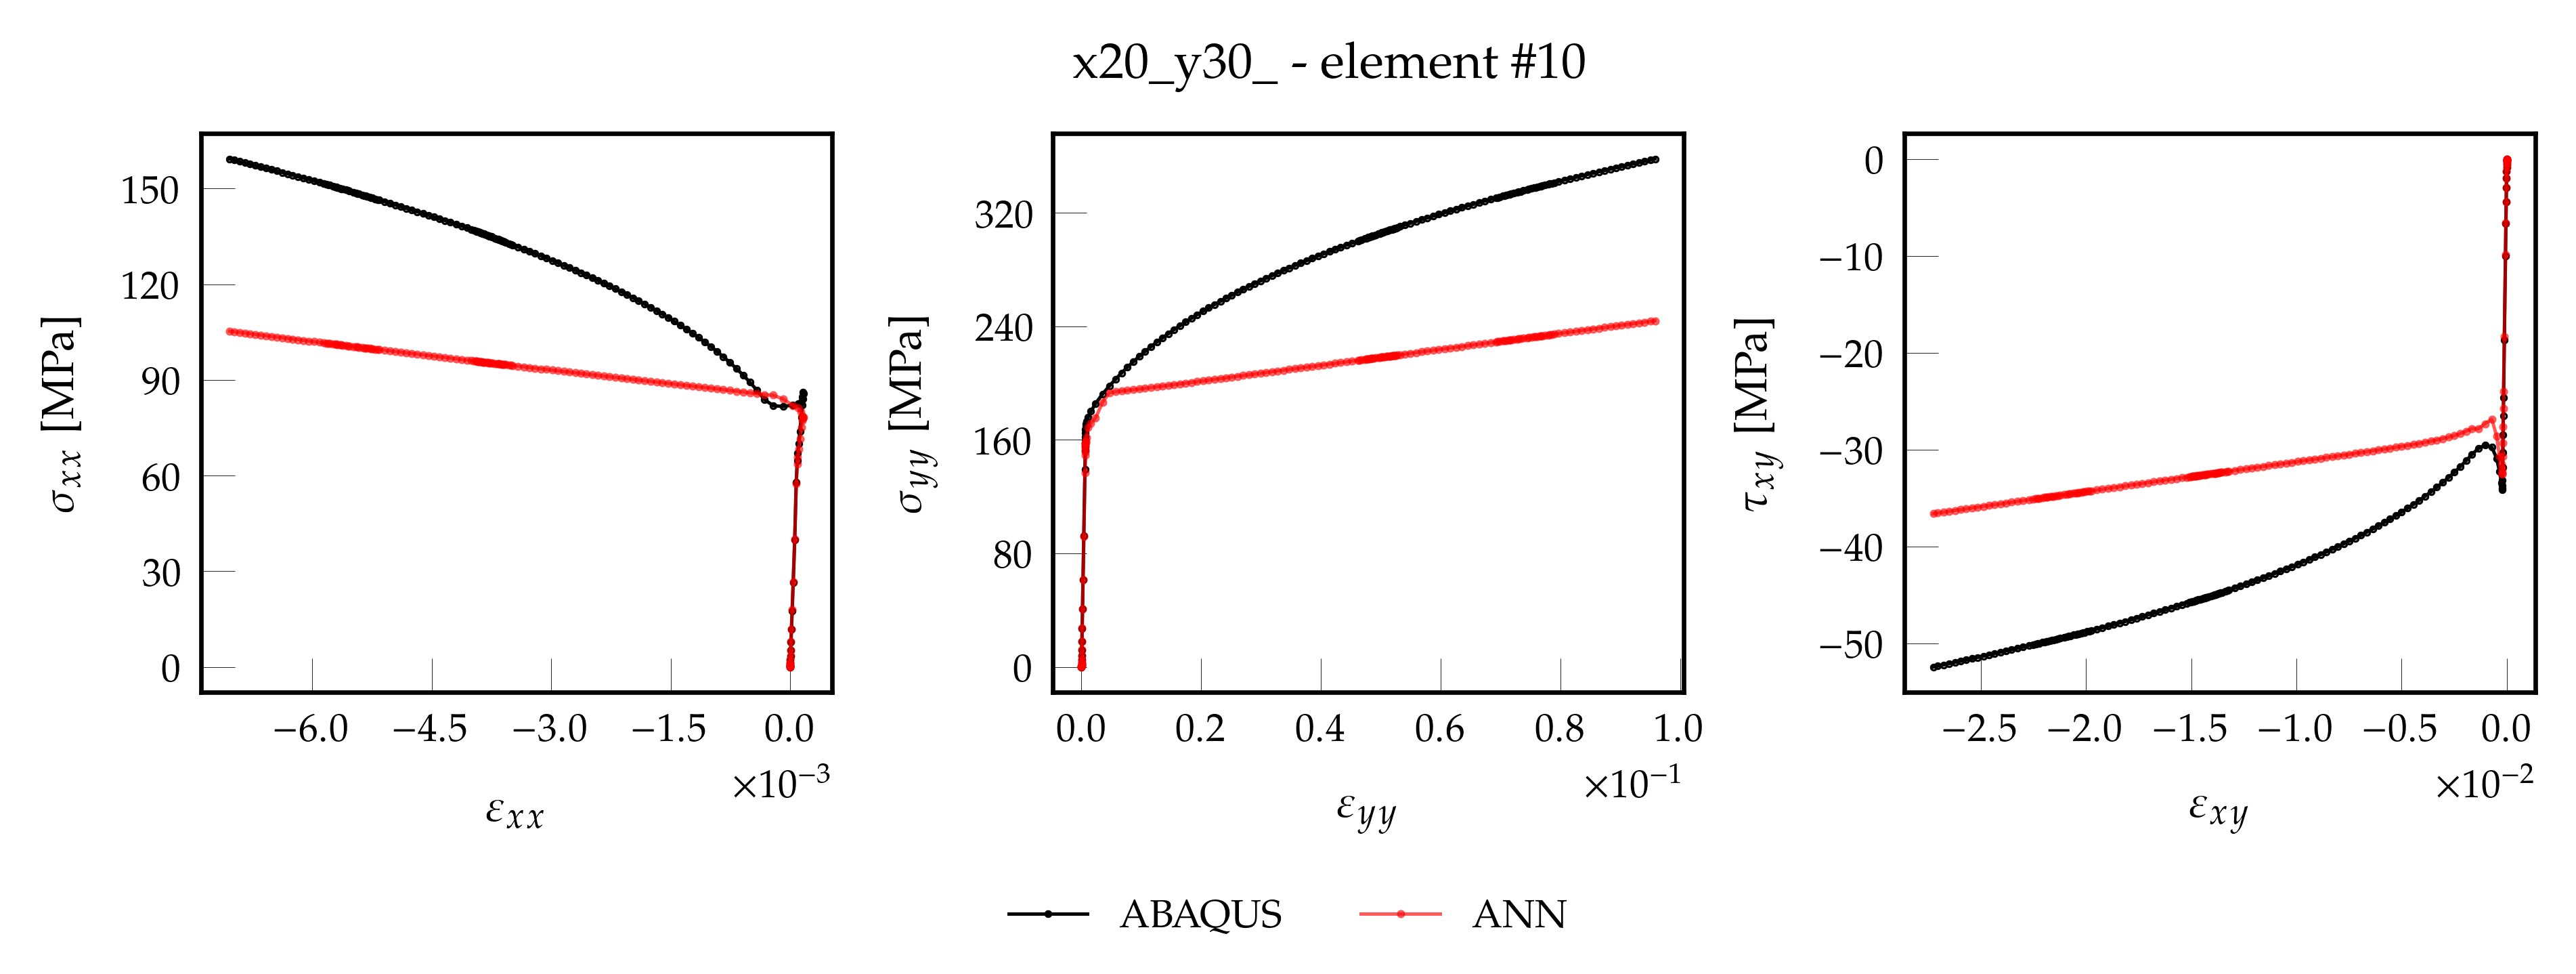 x20_y30_ - element #10
150
120
90
60
30
0
σxx [MPa]
−6.0 −4.5 −3.0 −1.5 0.0
×10−3
εxx
320
240
160
80
0
σyy [MPa]
0.0 0.2 0.4 0.6 0.8 1.0
×10−1
εyy
0
−10
−20
−30
−40
−50
τxy [MPa]
−2.5 −2.0 −1.5 −1.0 −0.5 0.0
×10−2
εxy
ABAQUS ANN